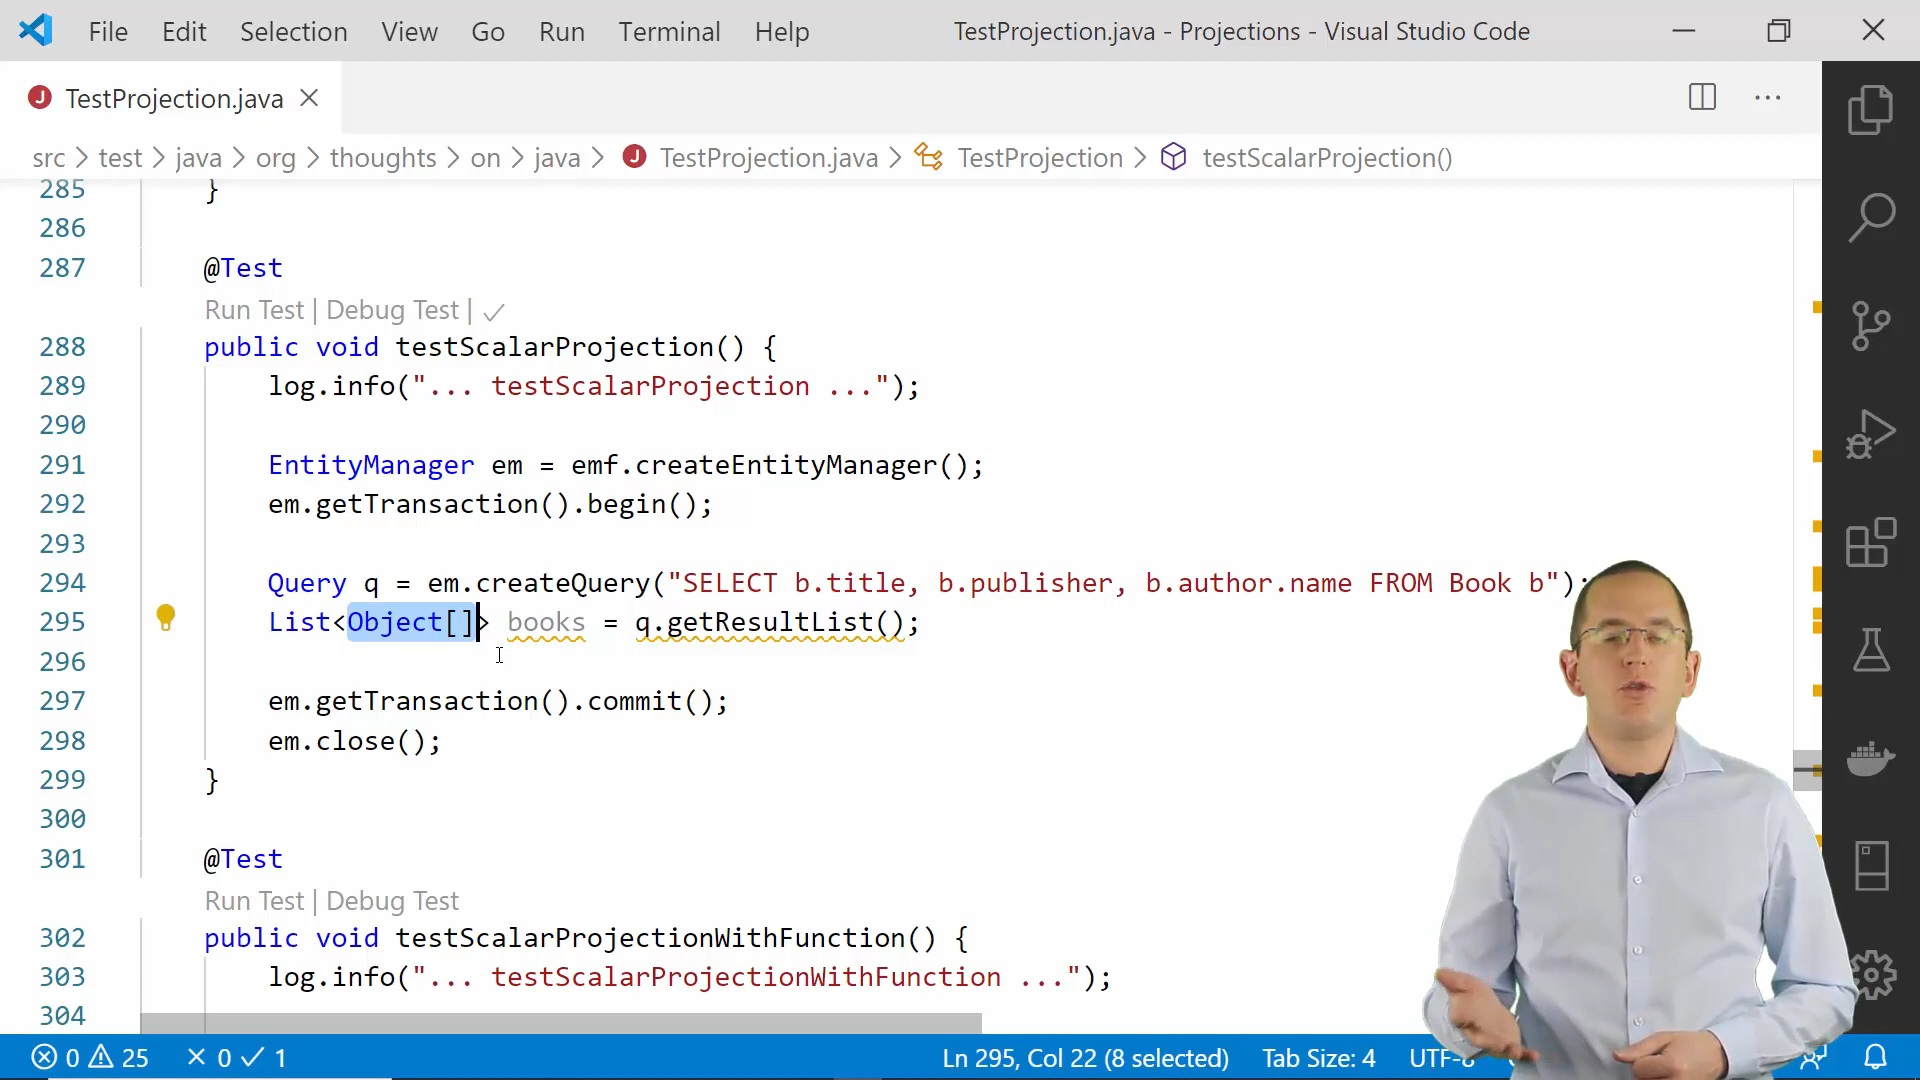 File Edit Selection View Go Run Terminal Help TestProjection.java - Projections - Visual Studio Code
J TestProjection.java
src > test > java > org > thoughts > on > java > J TestProjection.java > TestProjection > testScalarProjection()
285 }
286
287 @Test
Run Test | Debug Test | ✓
288 public void testScalarProjection() {
289 log.info("... testScalarProjection ...");
290
291 EntityManager em = emf.createEntityManager();
292 em.getTransaction().begin();
293
294 Query q = em.createQuery("SELECT b.title, b.publisher, b.author.name FROM Book b");
295 List<Object[]> books = q.getResultList();
296
297 em.getTransaction().commit();
298 em.close();
299 }
300
301 @Test
Run Test | Debug Test
302 public void testScalarProjectionWithFunction() {
303 log.info("... testScalarProjectionWithFunction ...");
304
0 25 0 1 Ln 295, Col 22 (8 selected) Tab Size: 4 UTF-8